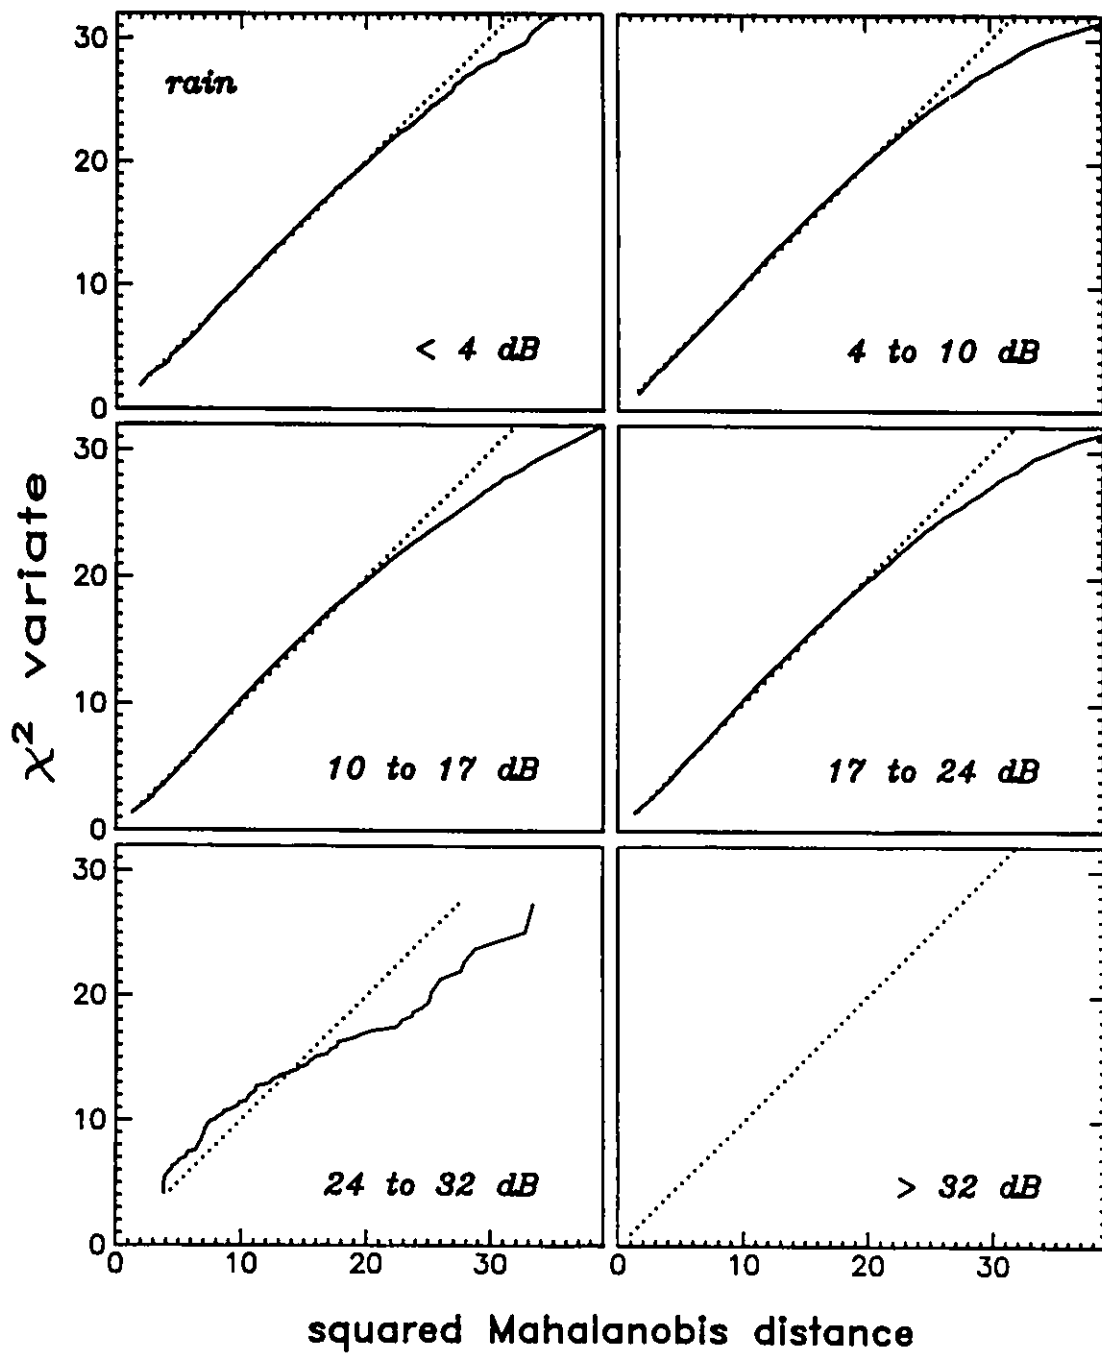 30
rain
20
10
< 4 dB
4 to 10 dB
0
30
20
10
10 to 17 dB
17 to 24 dB
0
χ² variate
30
20
10
24 to 32 dB
> 32 dB
0
0 10 20 30 0 10 20 30
squared Mahalanobis distance